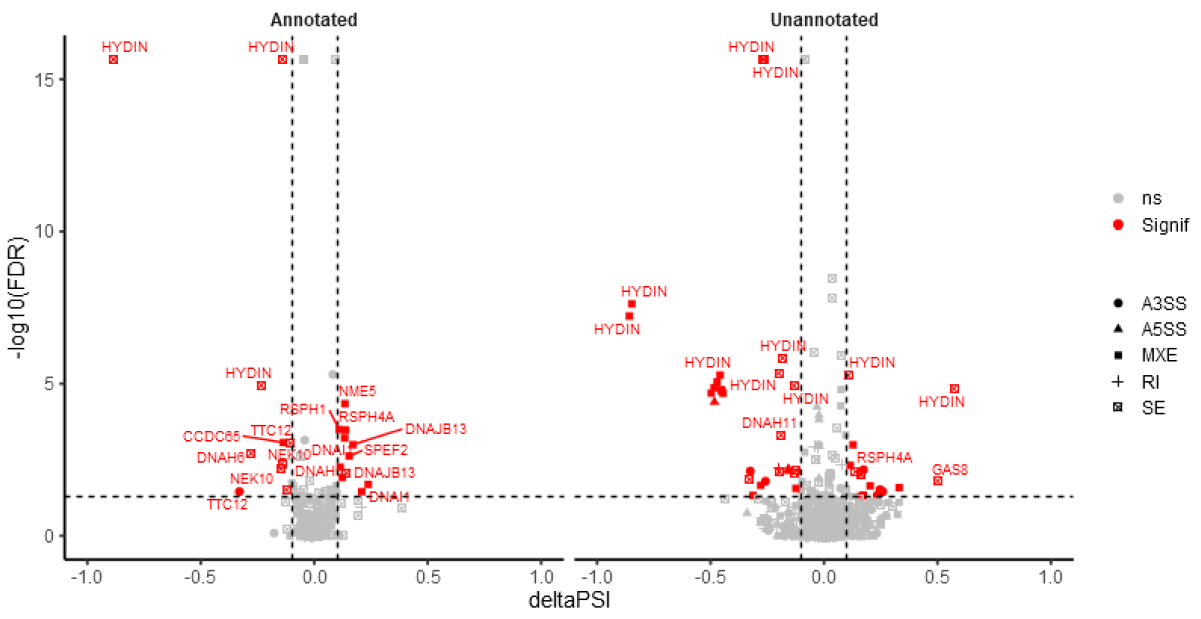 Annotated
Unannotated
HYDIN
HYDIN
HYDIN
HYDIN
15
10
5
0
-log10(FDR)
HYDIN
NME5
RSPH1
RSPH4A
TTC12
CCDC65
DNAJB13
DNAH6
NEK10
DNAI1
SPEF2
NEK10
DNAJB13
TTC12
DNAI1
HYDIN
HYDIN
HYDIN
HYDIN
HYDIN
HYDIN
HYDIN
HYDIN
DNAH11
RSPH4A
GAS8
-1.0
-0.5
0.0
0.5
1.0
-1.0
-0.5
0.0
0.5
1.0
deltaPSI
ns
Signif
A3SS
A5SS
MXE
RI
SE